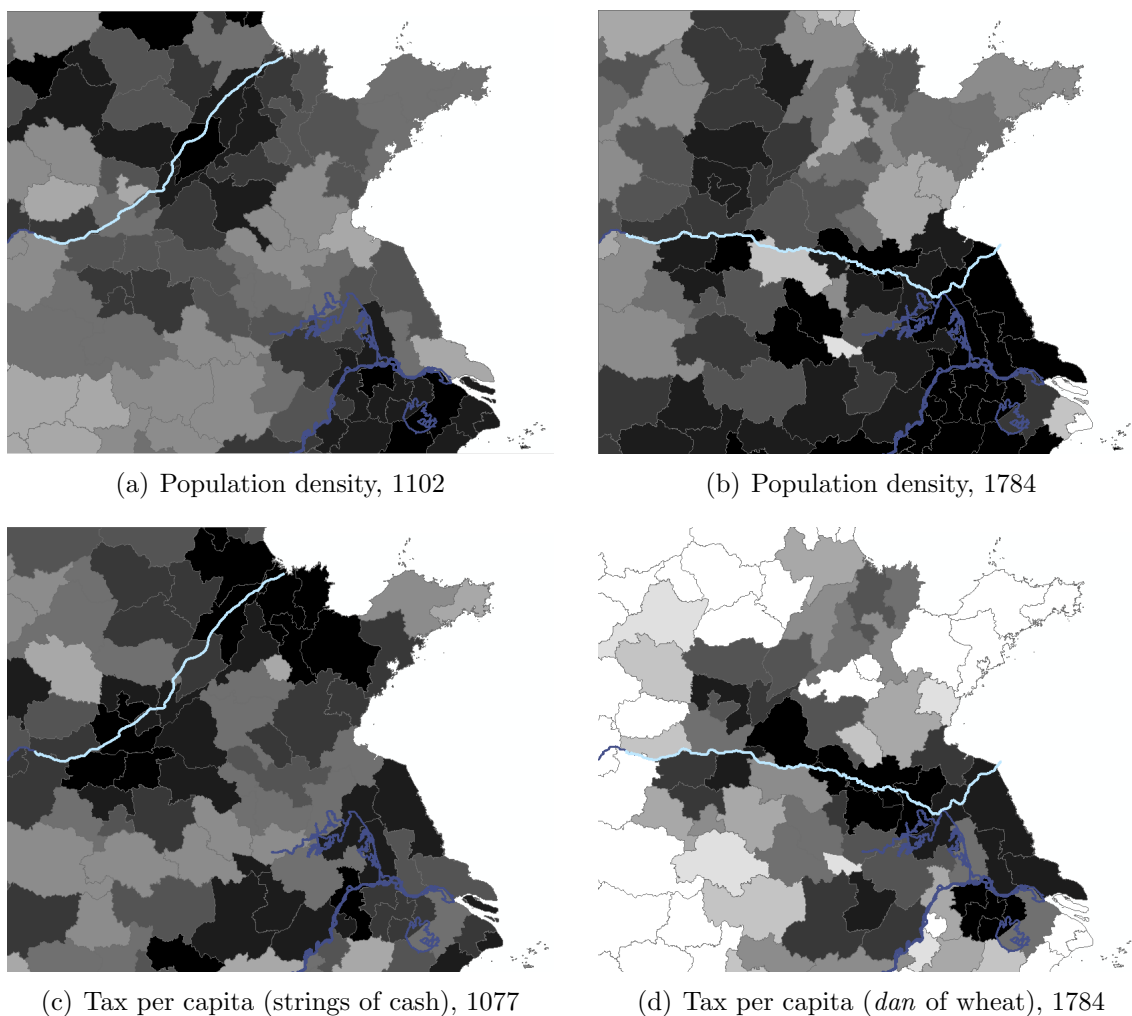 (a) Population density, 1102
(b) Population density, 1784
(c) Tax per capita (strings of cash), 1077
(d) Tax per capita (dan of wheat), 1784